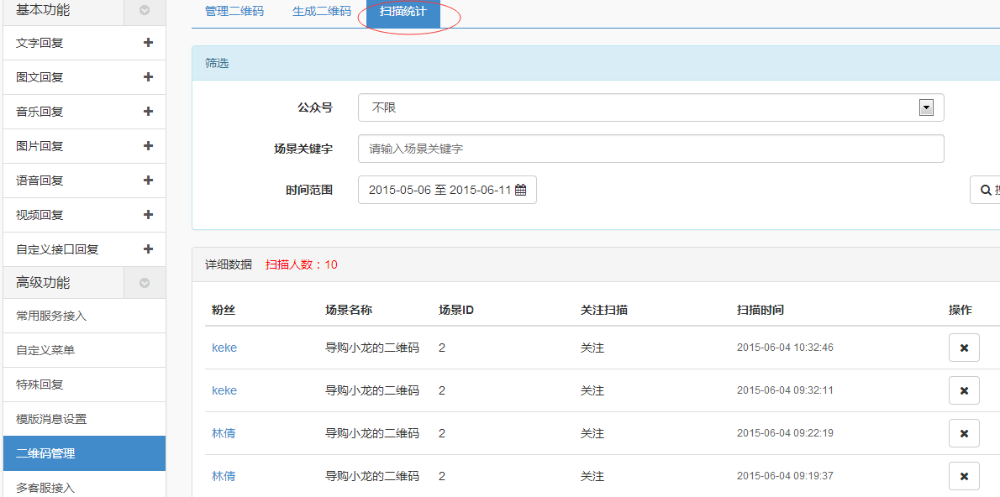 基本功能
文字回复
图文回复
音乐回复
图片回复
语音回复
视频回复
自定义接口回复
高级功能
常用服务接入
自定义菜单
特殊回复
模版消息设置
二维码管理
多客服接入
管理二维码 生成二维码 扫描统计
筛选
公众号 不限
场景关键字 请输入场景关键字
时间范围 2015-05-06 至 2015-06-11
详细数据 扫描人数：10
粉丝 场景名称 场景ID 关注扫描 扫描时间 操作
keke 导购小龙的二维码 2 关注 2015-06-04 10:32:46
keke 导购小龙的二维码 2 关注 2015-06-04 09:32:11
林倩 导购小龙的二维码 2 关注 2015-06-04 09:22:19
林倩 导购小龙的二维码 2 关注 2015-06-04 09:19:37